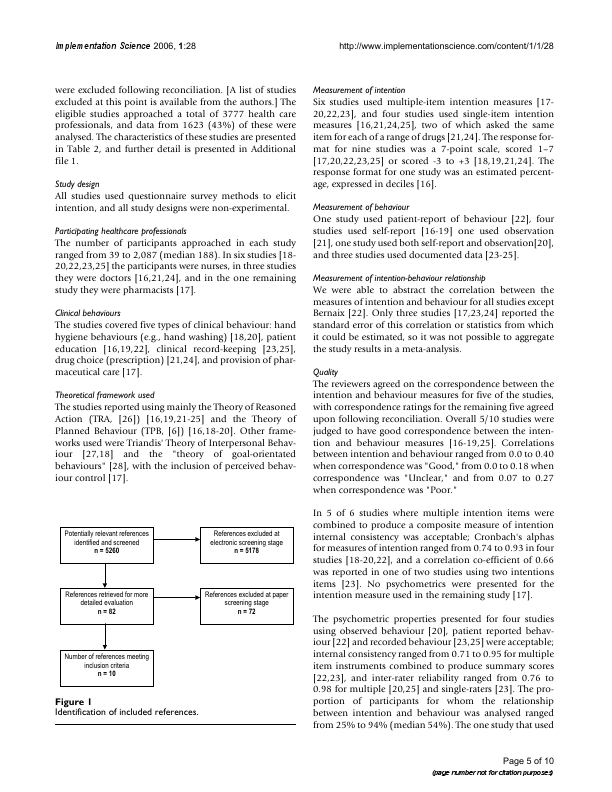 Implementation Science 2006, 1:28
http://www.implementationscience.com/content/1/1/28
were excluded following reconciliation. [A list of studies
excluded at this point is available from the authors.] The
eligible studies approached a total of 3777 health care
professionals, and data from 1623 (43%) of these were
analysed. The characteristics of these studies are presented
in Table 2, and further detail is presented in Additional
file 1.
Study design
All studies used questionnaire survey methods to elicit
intention, and all study designs were non-experimental.
Participating healthcare professionals
The number of participants approached in each study
ranged from 39 to 2,087 (median 188). In six studies [18-
20,22,23,25] the participants were nurses, in three studies
they were doctors [16,21,24], and in the one remaining
study they were pharmacists [17].
Clinical behaviours
The studies covered five types of clinical behaviour: hand
hygiene behaviours (e.g., hand washing) [18,20], patient
education [16,19,22], clinical record-keeping [23,25],
drug choice (prescription) [21,24], and provision of phar-
maceutical care [17].
Theoretical framework used
The studies reported using mainly the Theory of Reasoned
Action (TRA, [26]) [16,19,21-25] and the Theory of
Planned Behaviour (TPB, [6]) [16,18-20]. Other frame-
works used were Triandis' Theory of Interpersonal Behav-
iour [27,18] and the "theory of goal-orientated
behaviours" [28], with the inclusion of perceived behav-
iour control [17].
Potentially relevant references
identified and screened
n = 5260
References excluded at
electronic screening stage
n = 5178
References retrieved for more
detailed evaluation
n = 82
References excluded at paper
screening stage
n = 72
Number of references meeting
inclusion criteria
n = 10
Figure 1
Identification of included references.
Measurement of intention
Six studies used multiple-item intention measures [17-
20,22,23], and four studies used single-item intention
measures [16,21,24,25], two of which asked the same
item for each of a range of drugs [21,24]. The response for-
mat for nine studies was a 7-point scale, scored 1–7
[17,20,22,23,25] or scored -3 to +3 [18,19,21,24]. The
response format for one study was an estimated percent-
age, expressed in deciles [16].
Measurement of behaviour
One study used patient-report of behaviour [22], four
studies used self-report [16-19] one used observation
[21], one study used both self-report and observation[20],
and three studies used documented data [23-25].
Measurement of intention-behaviour relationship
We were able to abstract the correlation between the
measures of intention and behaviour for all studies except
Bernaix [22]. Only three studies [17,23,24] reported the
standard error of this correlation or statistics from which
it could be estimated, so it was not possible to aggregate
the study results in a meta-analysis.
Quality
The reviewers agreed on the correspondence between the
intention and behaviour measures for five of the studies,
with correspondence ratings for the remaining five agreed
upon following reconciliation. Overall 5/10 studies were
judged to have good correspondence between the inten-
tion and behaviour measures [16-19,25]. Correlations
between intention and behaviour ranged from 0.0 to 0.40
when correspondence was "Good," from 0.0 to 0.18 when
correspondence was "Unclear," and from 0.07 to 0.27
when correspondence was "Poor."
In 5 of 6 studies where multiple intention items were
combined to produce a composite measure of intention
internal consistency was acceptable; Cronbach's alphas
for measures of intention ranged from 0.74 to 0.93 in four
studies [18-20,22], and a correlation co-efficient of 0.66
was reported in one of two studies using two intentions
items [23]. No psychometrics were presented for the
intention measure used in the remaining study [17].
The psychometric properties presented for four studies
using observed behaviour [20], patient reported behav-
iour [22] and recorded behaviour [23,25] were acceptable;
internal consistency ranged from 0.71 to 0.95 for multiple
item instruments combined to produce summary scores
[22,23], and inter-rater reliability ranged from 0.76 to
0.98 for multiple [20,25] and single-raters [23]. The pro-
portion of participants for whom the relationship
between intention and behaviour was analysed ranged
from 25% to 94% (median 54%). The one study that used
Page 5 of 10
(page number not for citation purposes)